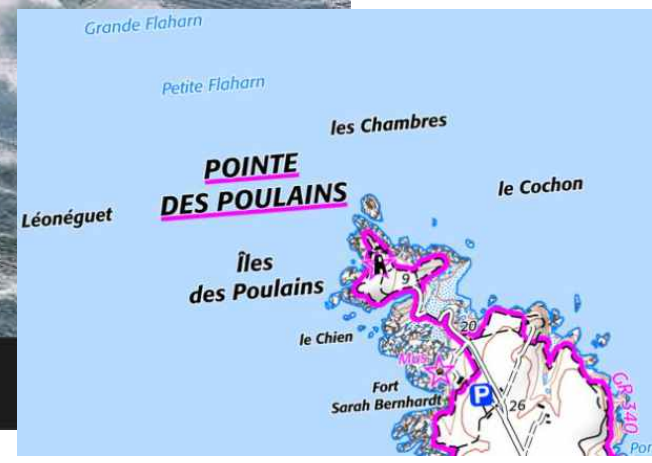 Grande Flaharn
Petite Flaharn
les Chambres
POINTE
DES POULAINS
le Cochon
Léonéguet
Îles
des Poulains
9
le Chien
20
Mus.
Fort
Sarah Bernhardt
P
26
GR 340